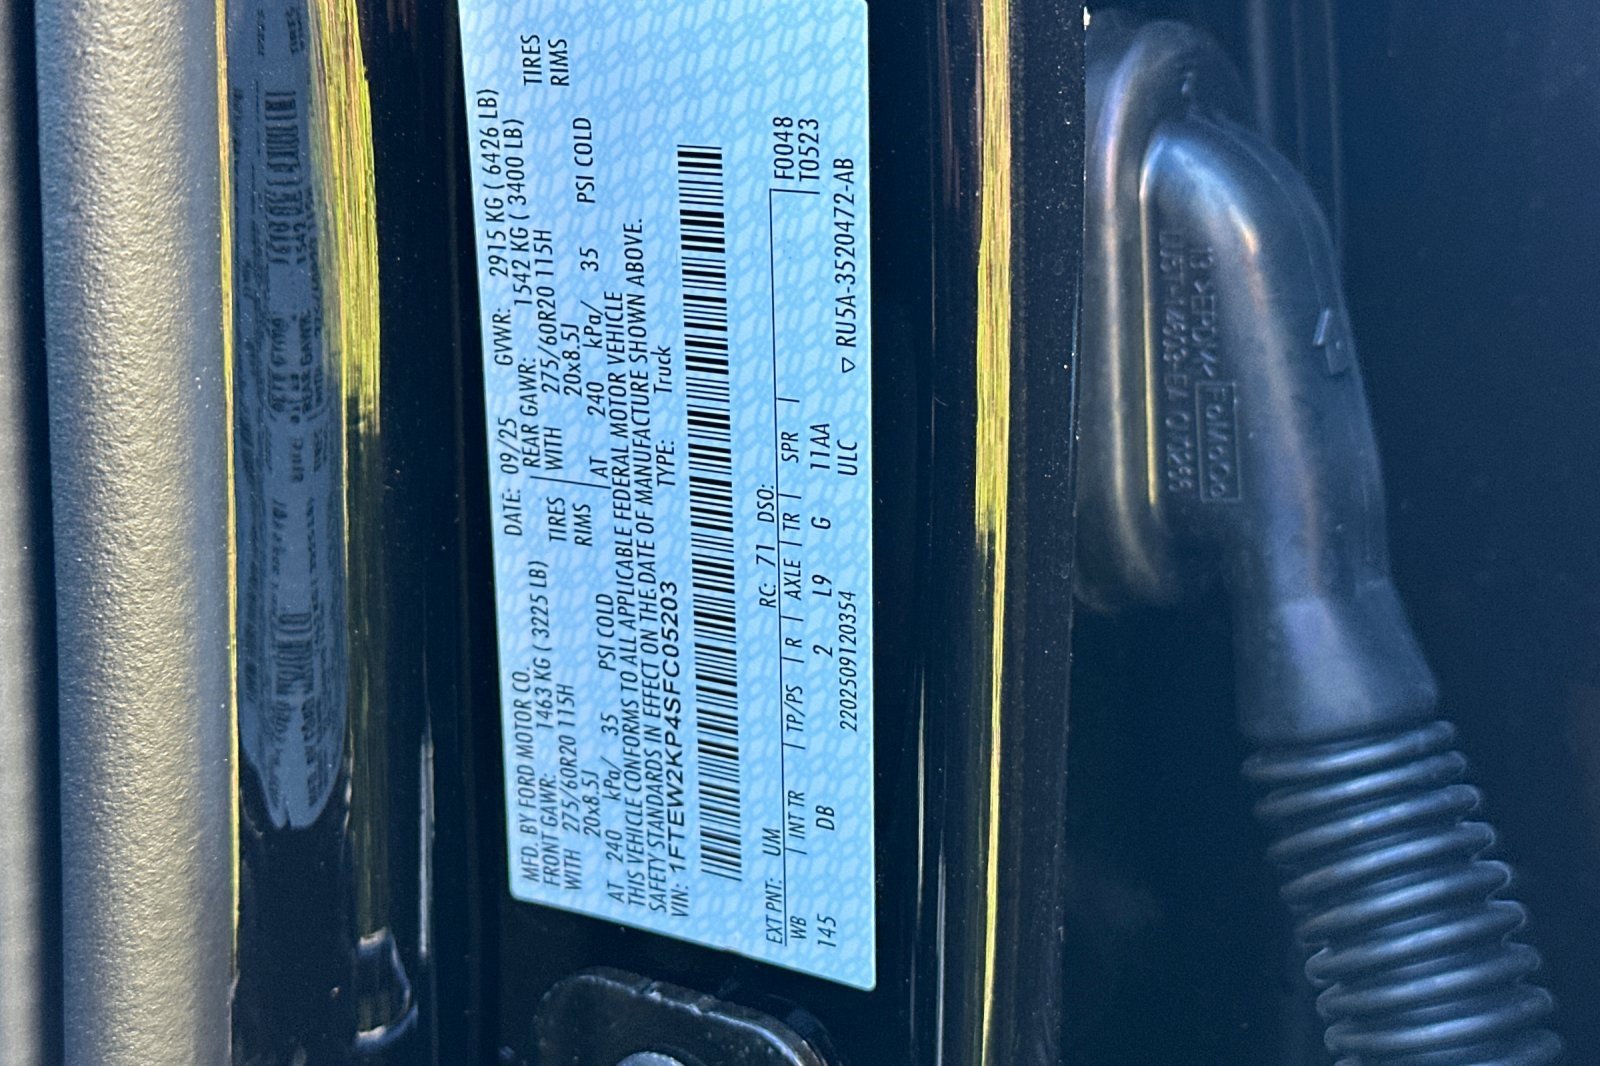 MFD. BY FORD MOTOR CO. DATE: 09/25 GVWR: 2915 KG ( 6426 LB)
FRONT GAWR: 1463 KG ( 3225 LB) REAR GAWR: 1542 KG ( 3400 LB)
WITH 275/60R20 115H TIRES WITH 275/60R20 115H TIRES
20x8.5J RIMS 20x8.5J RIMS
AT 240 kPa/ 35 PSI COLD AT 240 kPa/ 35 PSI COLD
THIS VEHICLE CONFORMS TO ALL APPLICABLE FEDERAL MOTOR VEHICLE
SAFETY STANDARDS IN EFFECT ON THE DATE OF MANUFACTURE SHOWN ABOVE.
VIN: 1FTEW2KP4SFC05203 TYPE: Truck
EXT PNT: UM RC: 71 DSO: F0048
WB | INT TR | TP/PS | R | AXLE | TR | SPR | T0523
145 DB 2 L9 G 11AA
2202509120354 ULC ▽ RU5A-3520472-AB